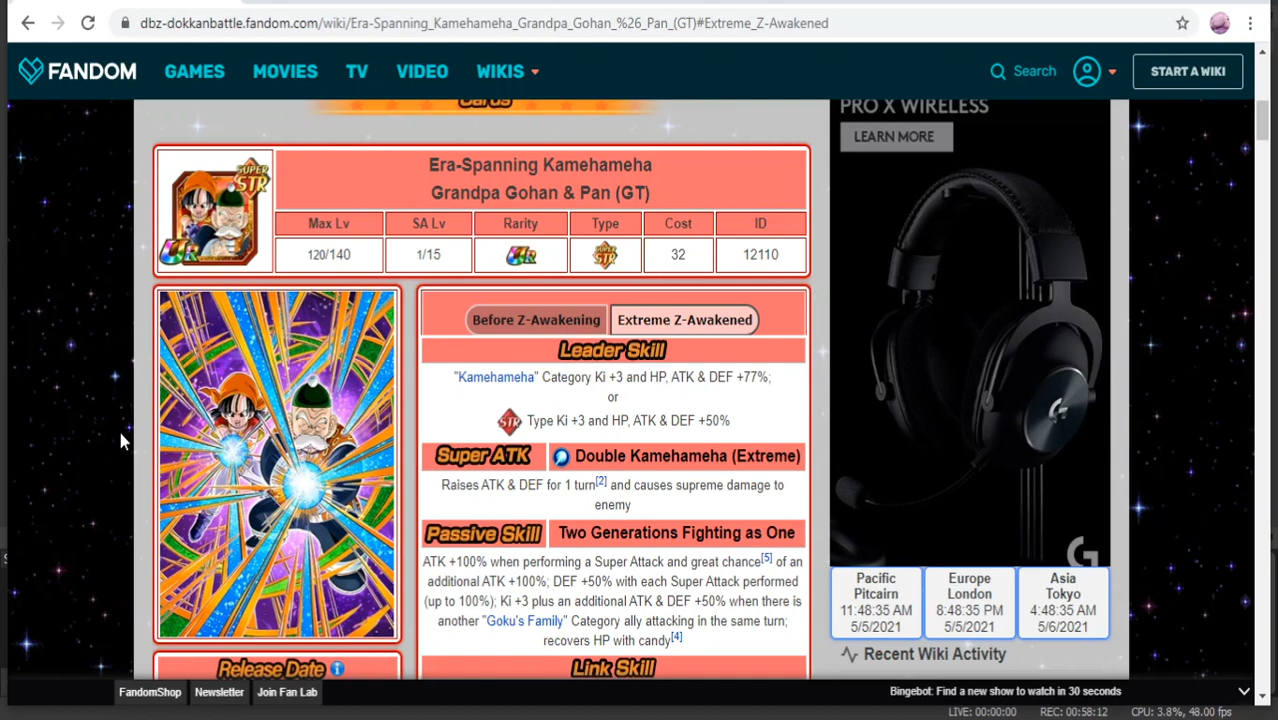 dbz-dokkanbattle.fandom.com/wiki/Era-Spanning_Kamehameha_Grandpa_Gohan_%26_Pan_(GT)#Extreme_Z-Awakened
FANDOM GAMES MOVIES TV VIDEO WIKIS Search START A WIKI
Cards
PRO X WIRELESS
LEARN MORE
SUPER STR
UR
Era-Spanning Kamehameha
Grandpa Gohan & Pan (GT)
Max Lv SA Lv Rarity Type Cost ID
120/140 1/15 UR SUPER STR 32 12110
Before Z-Awakening Extreme Z-Awakened
Leader Skill
"Kamehameha" Category Ki +3 and HP, ATK & DEF +77%;
or
STR Type Ki +3 and HP, ATK & DEF +50%
Super ATK Double Kamehameha (Extreme)
Raises ATK & DEF for 1 turn[2] and causes supreme damage to
enemy
Passive Skill Two Generations Fighting as One
ATK +100% when performing a Super Attack and great chance[5] of an
additional ATK +100%; DEF +50% with each Super Attack performed
(up to 100%); Ki +3 plus an additional ATK & DEF +50% when there is
another "Goku's Family" Category ally attacking in the same turn;
recovers HP with candy[4]
Link Skill
Release Date
G
Pacific
Pitcairn
11:48:35 AM
5/5/2021
Europe
London
8:48:35 PM
5/5/2021
Asia
Tokyo
4:48:35 AM
5/6/2021
Recent Wiki Activity
FandomShop Newsletter Join Fan Lab Bingebot: Find a new show to watch in 30 seconds
LIVE: 00:00:00 REC: 00:58:12 CPU: 3.8%, 48.00 fps